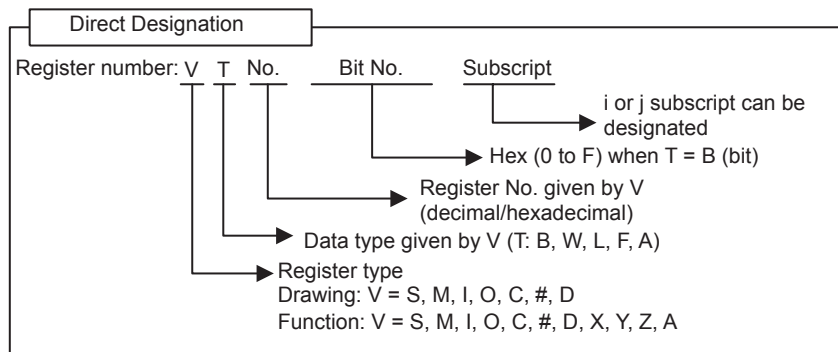 Direct Designation
Register number: V T No. Bit No. Subscript
i or j subscript can be
designated
Hex (0 to F) when T = B (bit)
Register No. given by V
(decimal/hexadecimal)
Data type given by V (T: B, W, L, F, A)
Register type
Drawing: V = S, M, I, O, C, #, D
Function: V = S, M, I, O, C, #, D, X, Y, Z, A